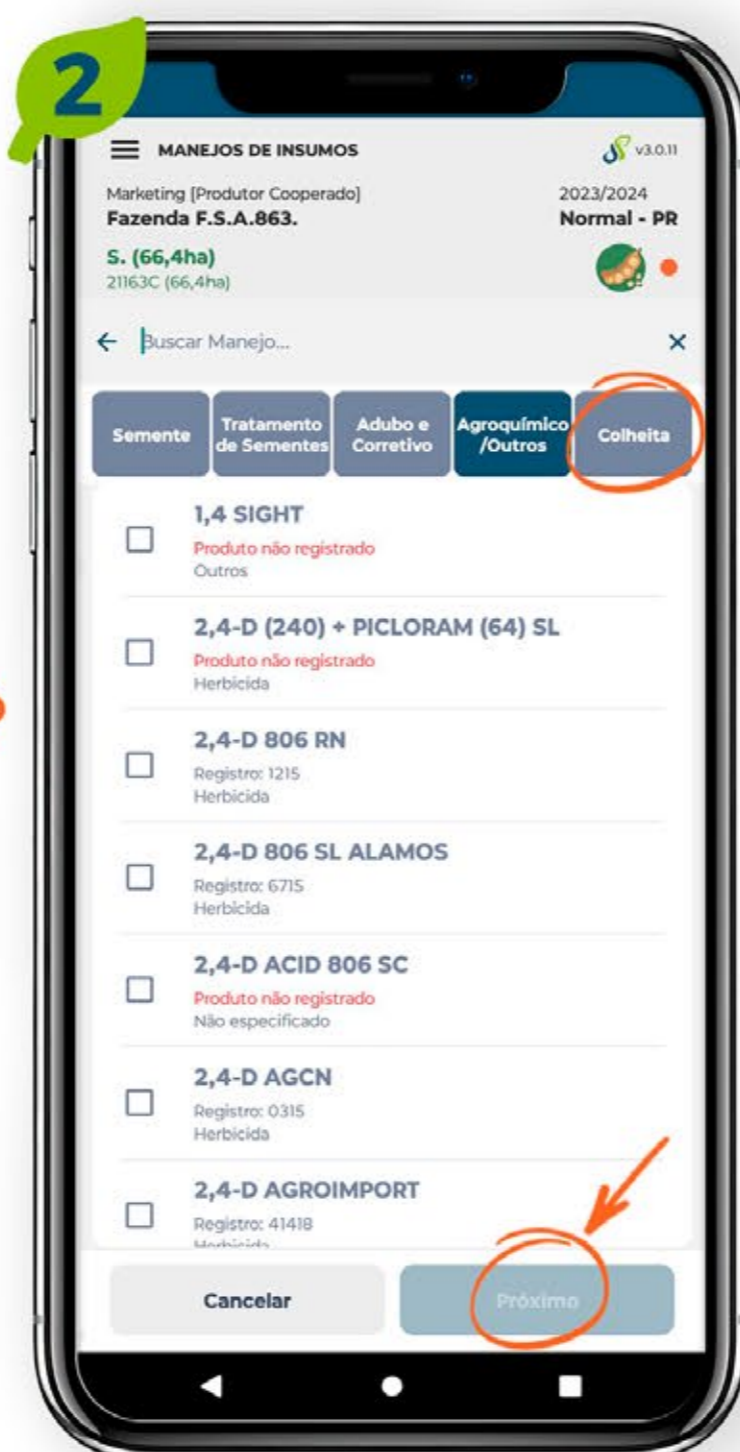 2
MANEJOS DE INSUMOS
v3.0.11
Marketing [Produtor Cooperado]
2023/2024
Fazenda F.S.A.863.
Normal - PR
S. (66,4ha)
21163C (66,4ha)
Buscar Manejo...
Semente
Tratamento
de Sementes
Adubo e
Corretivo
Agroquímico
/Outros
Colheita
1,4 SIGHT
Produto não registrado
Outros
2,4-D (240) + PICLORAM (64) SL
Produto não registrado
Herbicida
2,4-D 806 RN
Registro: 1215
Herbicida
2,4-D 806 SL ALAMOS
Registro: 6715
Herbicida
2,4-D ACID 806 SC
Produto não registrado
Não especificado
2,4-D AGCN
Registro: 0315
Herbicida
2,4-D AGROIMPORT
Registro: 41418
Herbicida
Cancelar
Próximo